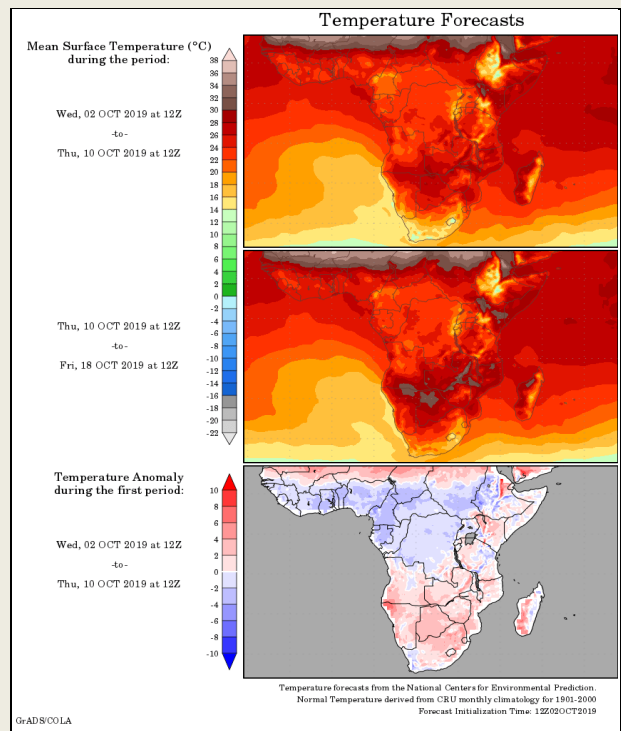 Temperature Forecasts
Mean Surface Temperature (°C)
during the period:
Wed, 02 OCT 2019 at 12Z
-to-
Thu, 10 OCT 2019 at 12Z
38
36
34
32
30
28
26
24
22
20
18
16
14
12
10
8
6
4
2
0
-2
-4
-6
-8
-10
-12
-14
-16
-18
-20
-22
Thu, 10 OCT 2019 at 12Z
-to-
Fri, 18 OCT 2019 at 12Z
Temperature Anomaly
during the first period:
Wed, 02 OCT 2019 at 12Z
-to-
Thu, 10 OCT 2019 at 12Z
10
8
6
4
2
0
-2
-4
-6
-8
-10
Temperature forecasts from the National Centers for Environmental Prediction.
Normal Temperature derived from CRU monthly climatology for 1901-2000
Forecast Initialization Time: 12Z02OCT2019
GrADS/COLA